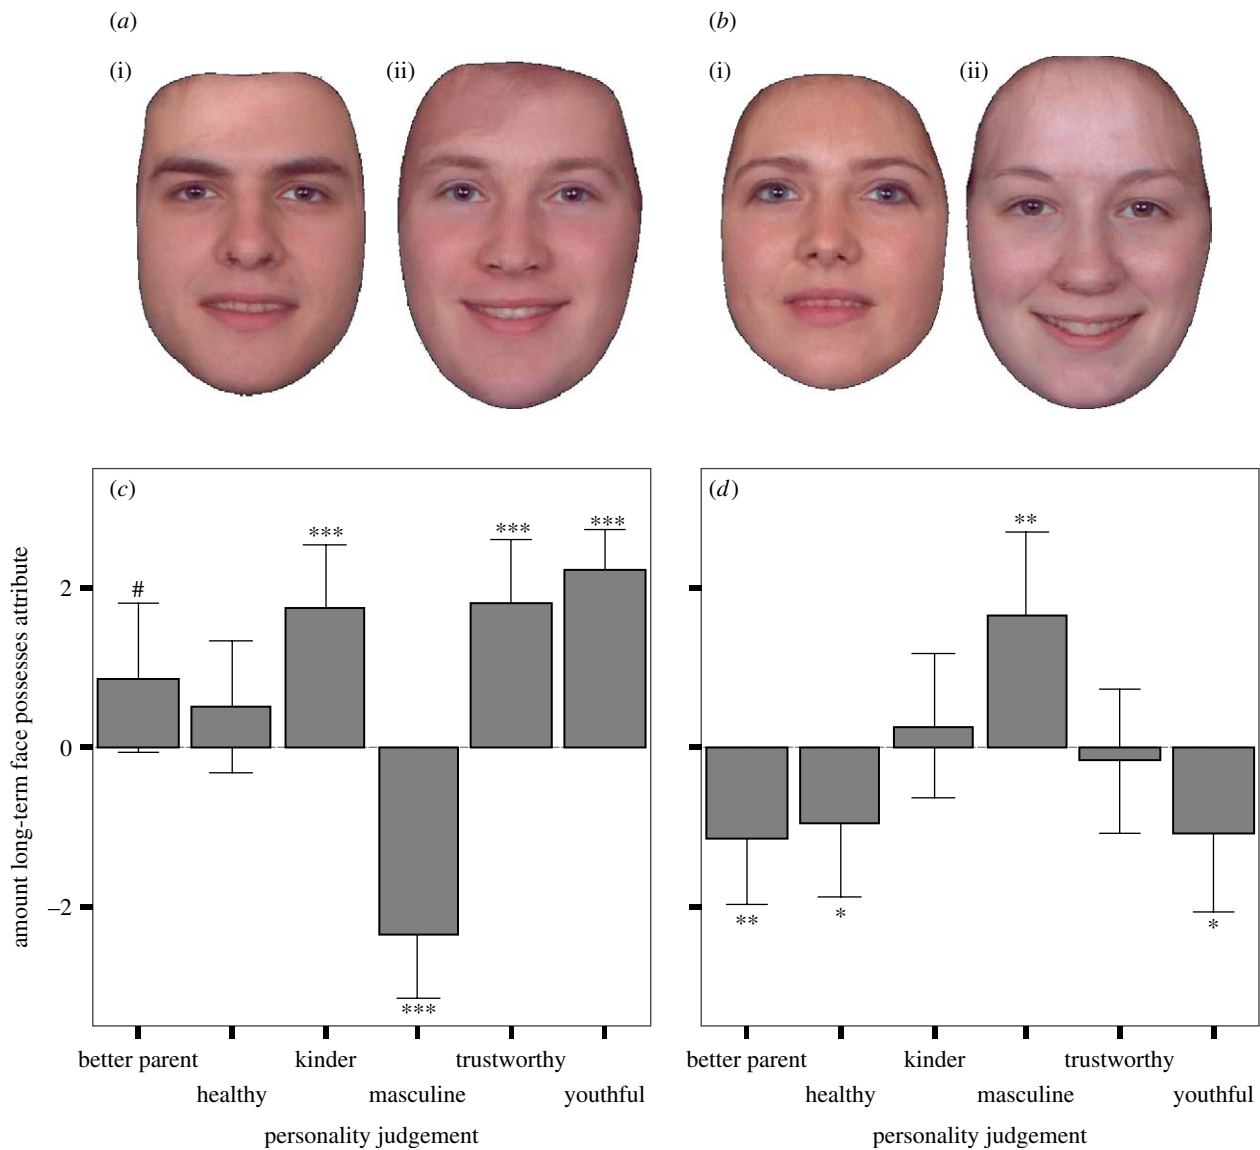 (a)
(b)
(i)
(ii)
(i)
(ii)
(c)
amount long-term face possesses attribute
2
0
–2
#
***
***
***
***
better parent
healthy
kinder
masculine
trustworthy
youthful
personality judgement
(d)
**
*
**
*
better parent
healthy
kinder
masculine
trustworthy
youthful
personality judgement